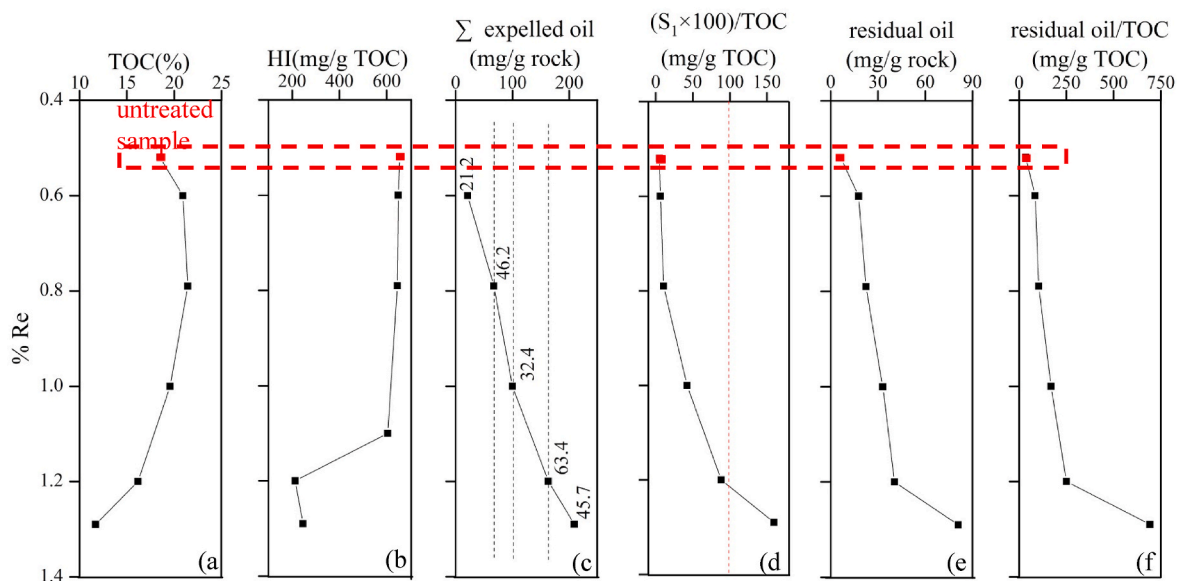 TOC(%)
10 15 20 25
HI(mg/g TOC)
200 400 600
∑ expelled oil
(mg/g rock)
0 100 200
(S₁×100)/TOC
(mg/g TOC)
0 50 100 150
residual oil
(mg/g rock)
0 30 60 90
residual oil/TOC
(mg/g TOC)
0 250 500 750
% Re
0.4
0.6
0.8
1.0
1.2
1.4
untreated
sample
21.2
46.2
32.4
63.4
45.7
(a
(b
(c
(d
(e
(f